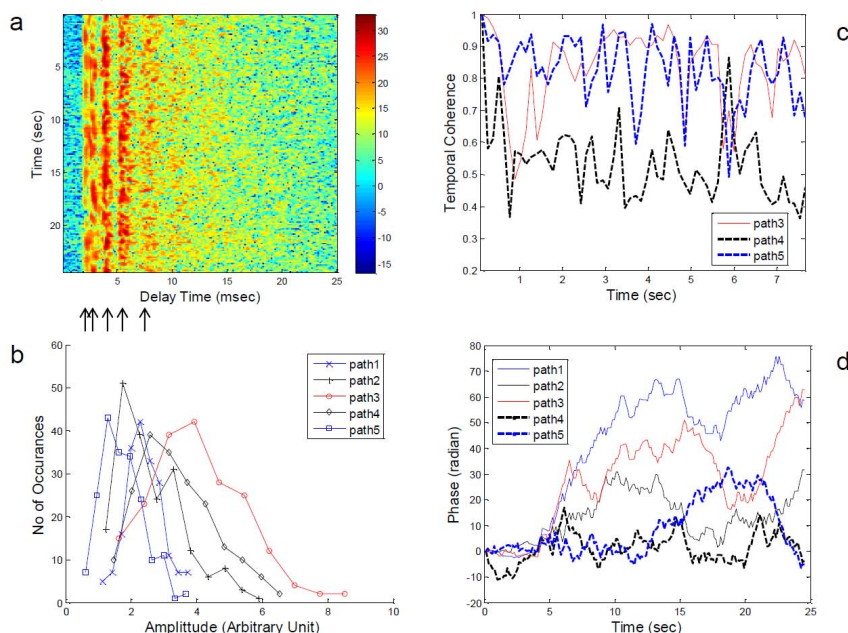 a
0
5
10
15
20
Time (sec)
5
10
15
20
25
Delay Time (msec)
30
25
20
15
10
5
0
-5
-10
-15
c
1
0.9
0.8
0.7
0.6
0.5
0.4
0.3
0.2
Temporal Coherence
path3
path4
path5
1
2
3
4
5
6
7
Time (sec)
b
60
50
40
30
20
10
0
No of Occurances
path1
path2
path3
path4
path5
0
2
4
6
8
10
Amplittude (Arbitrary Unit)
d
80
70
60
50
40
30
20
10
0
-10
-20
Phase (radian)
path1
path2
path3
path4
path5
0
5
10
15
20
25
Time (sec)